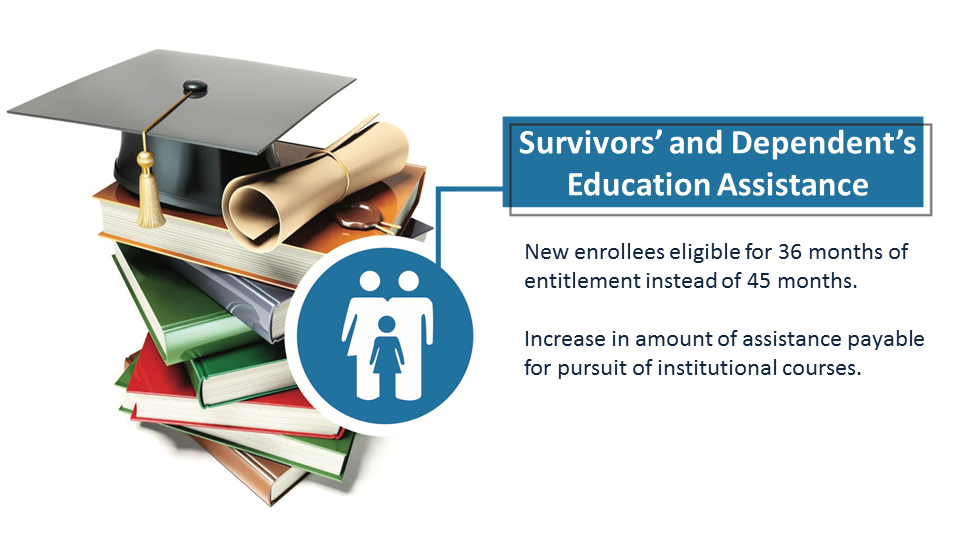 Survivors’ and Dependent’s
Education Assistance
New enrollees eligible for 36 months of
entitlement instead of 45 months.
Increase in amount of assistance payable
for pursuit of institutional courses.